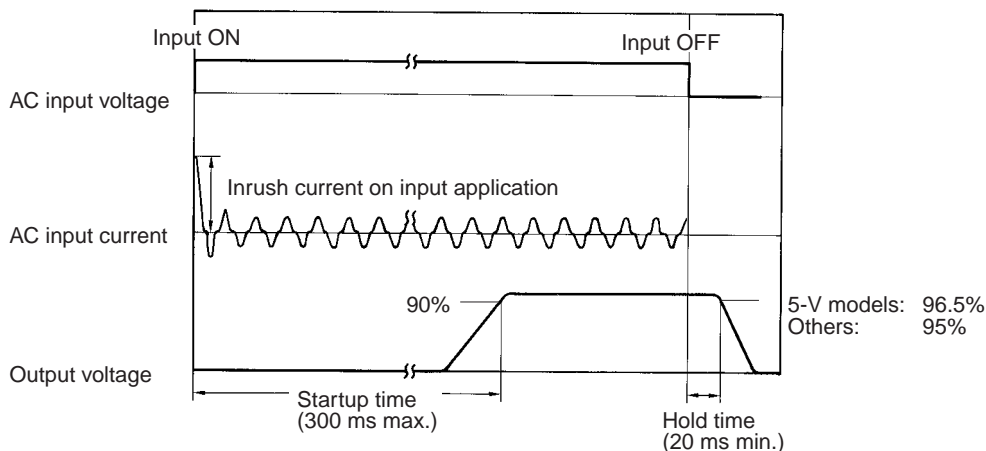 Input ON
Input OFF
AC input voltage
Inrush current on input application
AC input current
90%
5-V models: 96.5%
Others: 95%
Output voltage
Startup time
(300 ms max.)
Hold time
(20 ms min.)